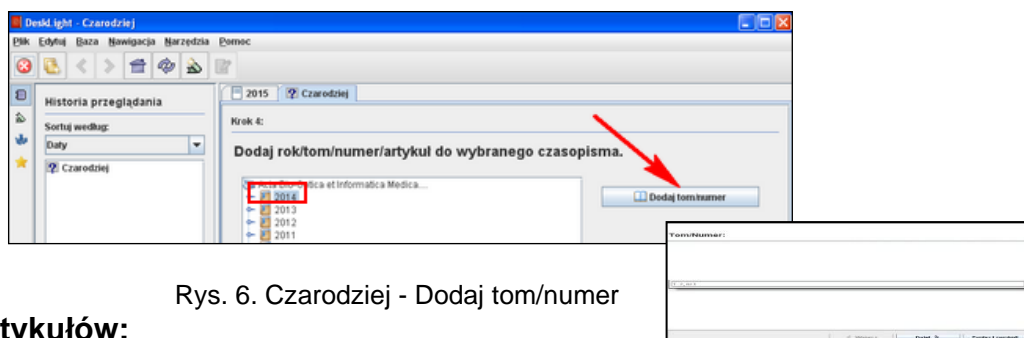 DeskLight - Czarodziej
Plik Edytuj Baza Nawigacja Narzędzia Pomoc
2015 Czarodziej
Historia przeglądania
Krok 4:
Sortuj według:
Daty
Dodaj rok/tom/numer/artykuł do wybranego czasopisma.
Czarodziej
Acta Bio-Optica et Informatica Medica...
2014
2013
2012
2011
Dodaj tom/numer
Tom/Numer:
Rys. 6. Czarodziej - Dodaj tom/numer
tykułów: